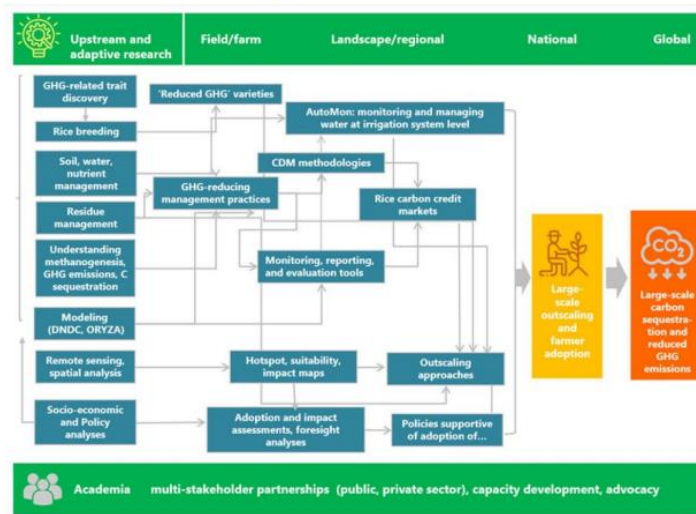 Upstream and
adaptive research
Field/farm
Landscape/regional
National
Global
GHG-related trait
discovery
'Reduced GHG' varieties
Rice breeding
AutoMon: monitoring and managing
water at irrigation system level
Soil, water,
nutrient
management
CDM methodologies
GHG-reducing
management practices
Residue
management
Rice carbon credit
markets
Understanding
methanogenesis,
GHG emissions, C
sequestration
Monitoring, reporting,
and evaluation tools
Modeling
(DNDC, ORYZA)
Remote sensing,
spatial analysis
Hotspot, suitability,
impact maps
Outscaling
approaches
Socio-economic
and Policy
analyses
Adoption and impact
assessments, foresight
analyses
Policies supportive
of adoption of...
Large-
scale
outscaling
and
farmer
adoption
CO2
Large-scale
carbon
sequestra-
tion and
reduced
GHG
emissions
Academia multi-stakeholder partnerships (public, private sector), capacity development, advocacy